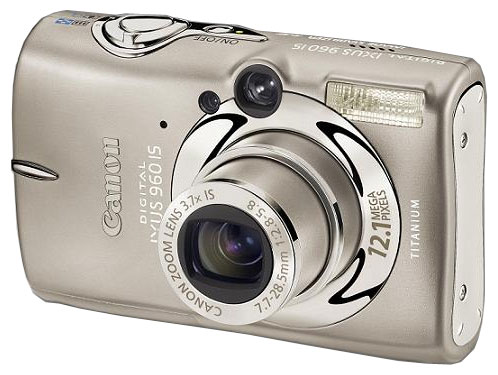 ON/OFF
DIGITAL IXUS 960 IS
Canon
DIGITAL
IXUS 960 IS
CANON ZOOM LENS 3.7x IS
7.7-28.5mm 1:2.8-5.8
12.1 MEGA
PIXELS
TITANIUM